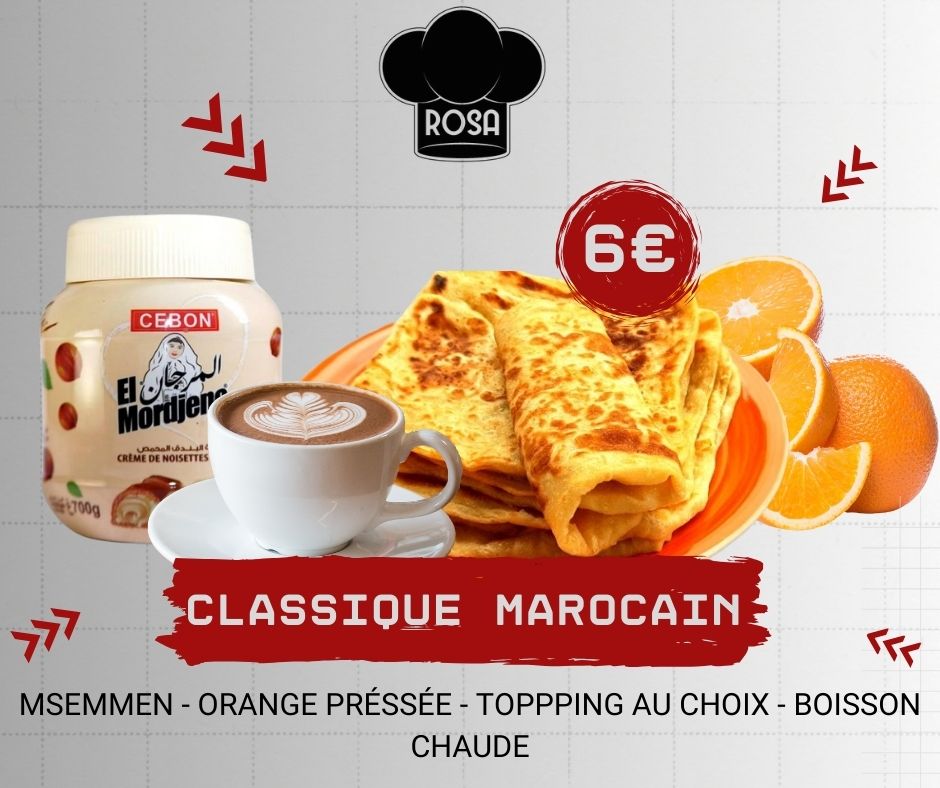 ROSA
6€
CEBON
المرجان
El
Mordjene
CRÈME DE NOISETTES
700g
CLASSIQUE MAROCAIN
MSEMMEN - ORANGE PRÉSSÉE - TOPPPING AU CHOIX - BOISSON
CHAUDE